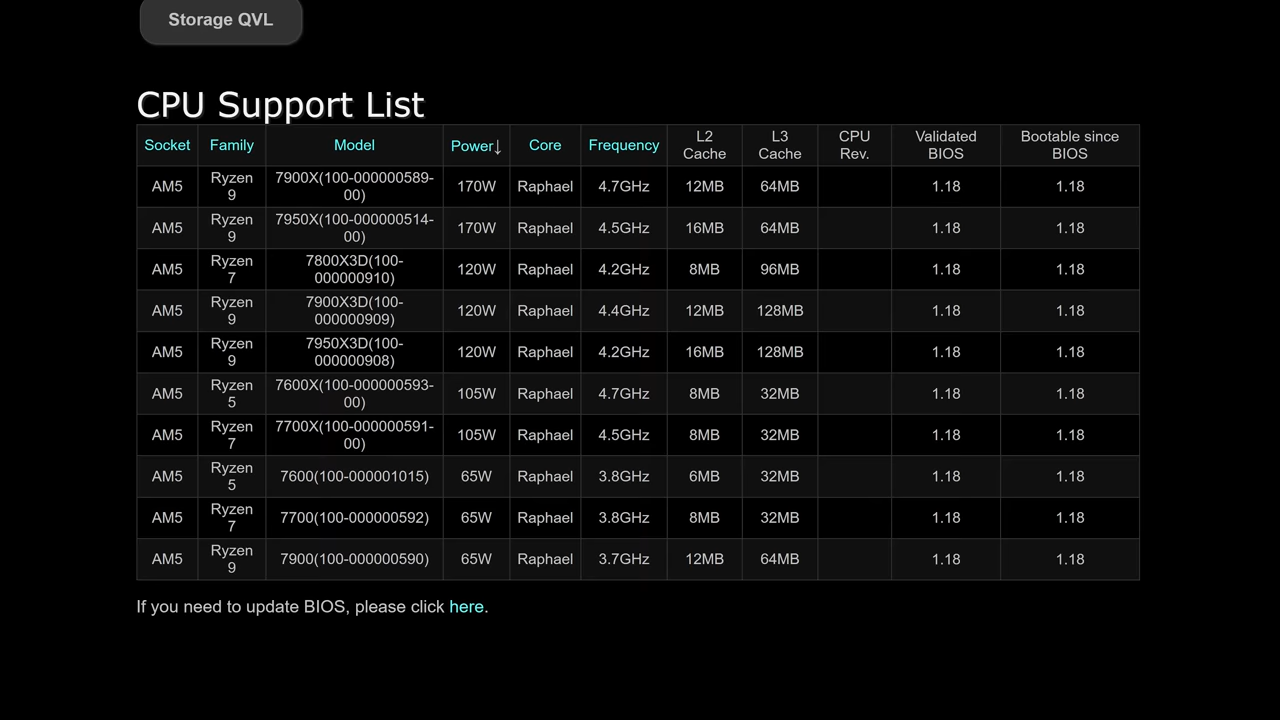 Storage QVL
CPU Support List
Socket Family Model Power↓ Core Frequency L2 Cache L3 Cache CPU Rev. Validated BIOS Bootable since BIOS
AM5 Ryzen 9 7900X(100-000000589-00) 170W Raphael 4.7GHz 12MB 64MB 1.18 1.18
AM5 Ryzen 9 7950X(100-000000514-00) 170W Raphael 4.5GHz 16MB 64MB 1.18 1.18
AM5 Ryzen 7 7800X3D(100-000000910) 120W Raphael 4.2GHz 8MB 96MB 1.18 1.18
AM5 Ryzen 9 7900X3D(100-000000909) 120W Raphael 4.4GHz 12MB 128MB 1.18 1.18
AM5 Ryzen 9 7950X3D(100-000000908) 120W Raphael 4.2GHz 16MB 128MB 1.18 1.18
AM5 Ryzen 5 7600X(100-000000593-00) 105W Raphael 4.7GHz 8MB 32MB 1.18 1.18
AM5 Ryzen 7 7700X(100-000000591-00) 105W Raphael 4.5GHz 8MB 32MB 1.18 1.18
AM5 Ryzen 5 7600(100-000001015) 65W Raphael 3.8GHz 6MB 32MB 1.18 1.18
AM5 Ryzen 7 7700(100-000000592) 65W Raphael 3.8GHz 8MB 32MB 1.18 1.18
AM5 Ryzen 9 7900(100-000000590) 65W Raphael 3.7GHz 12MB 64MB 1.18 1.18
If you need to update BIOS, please click here.